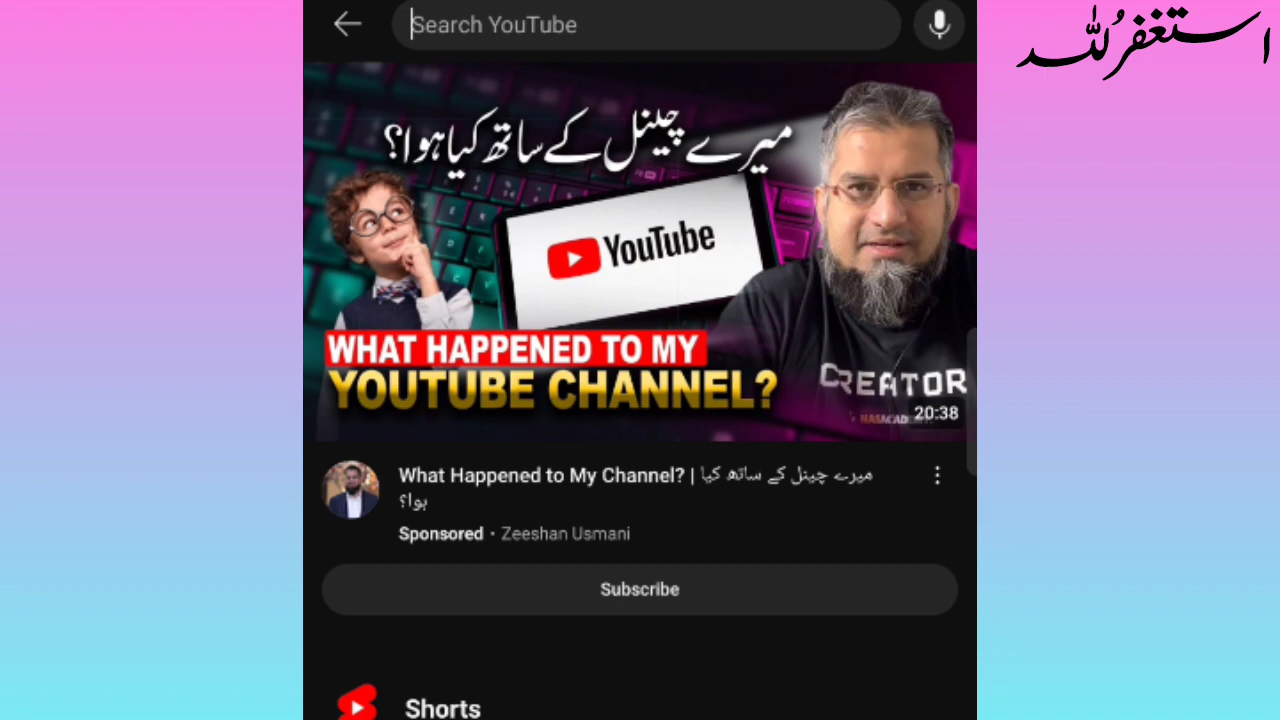 Search YouTube
استغفرُللہ
میرے چینل کے ساتھ کیا ہوا؟
YouTube
WHAT HAPPENED TO MY
YOUTUBE CHANNEL?
CREATOR
20:38
What Happened to My Channel? | میرے چینل کے ساتھ کیا
ہوا؟
Sponsored · Zeeshan Usmani
Subscribe
Shorts